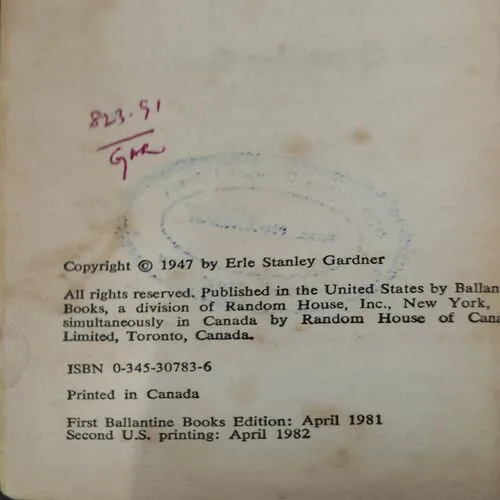 823.91
GAR
Copyright © 1947 by Erle Stanley Gardner
All rights reserved. Published in the United States by Ballan
Books, a division of Random House, Inc., New York,
simultaneously in Canada by Random House of Cana
Limited, Toronto, Canada.
ISBN 0-345-30783-6
Printed in Canada
First Ballantine Books Edition: April 1981
Second U.S. printing: April 1982